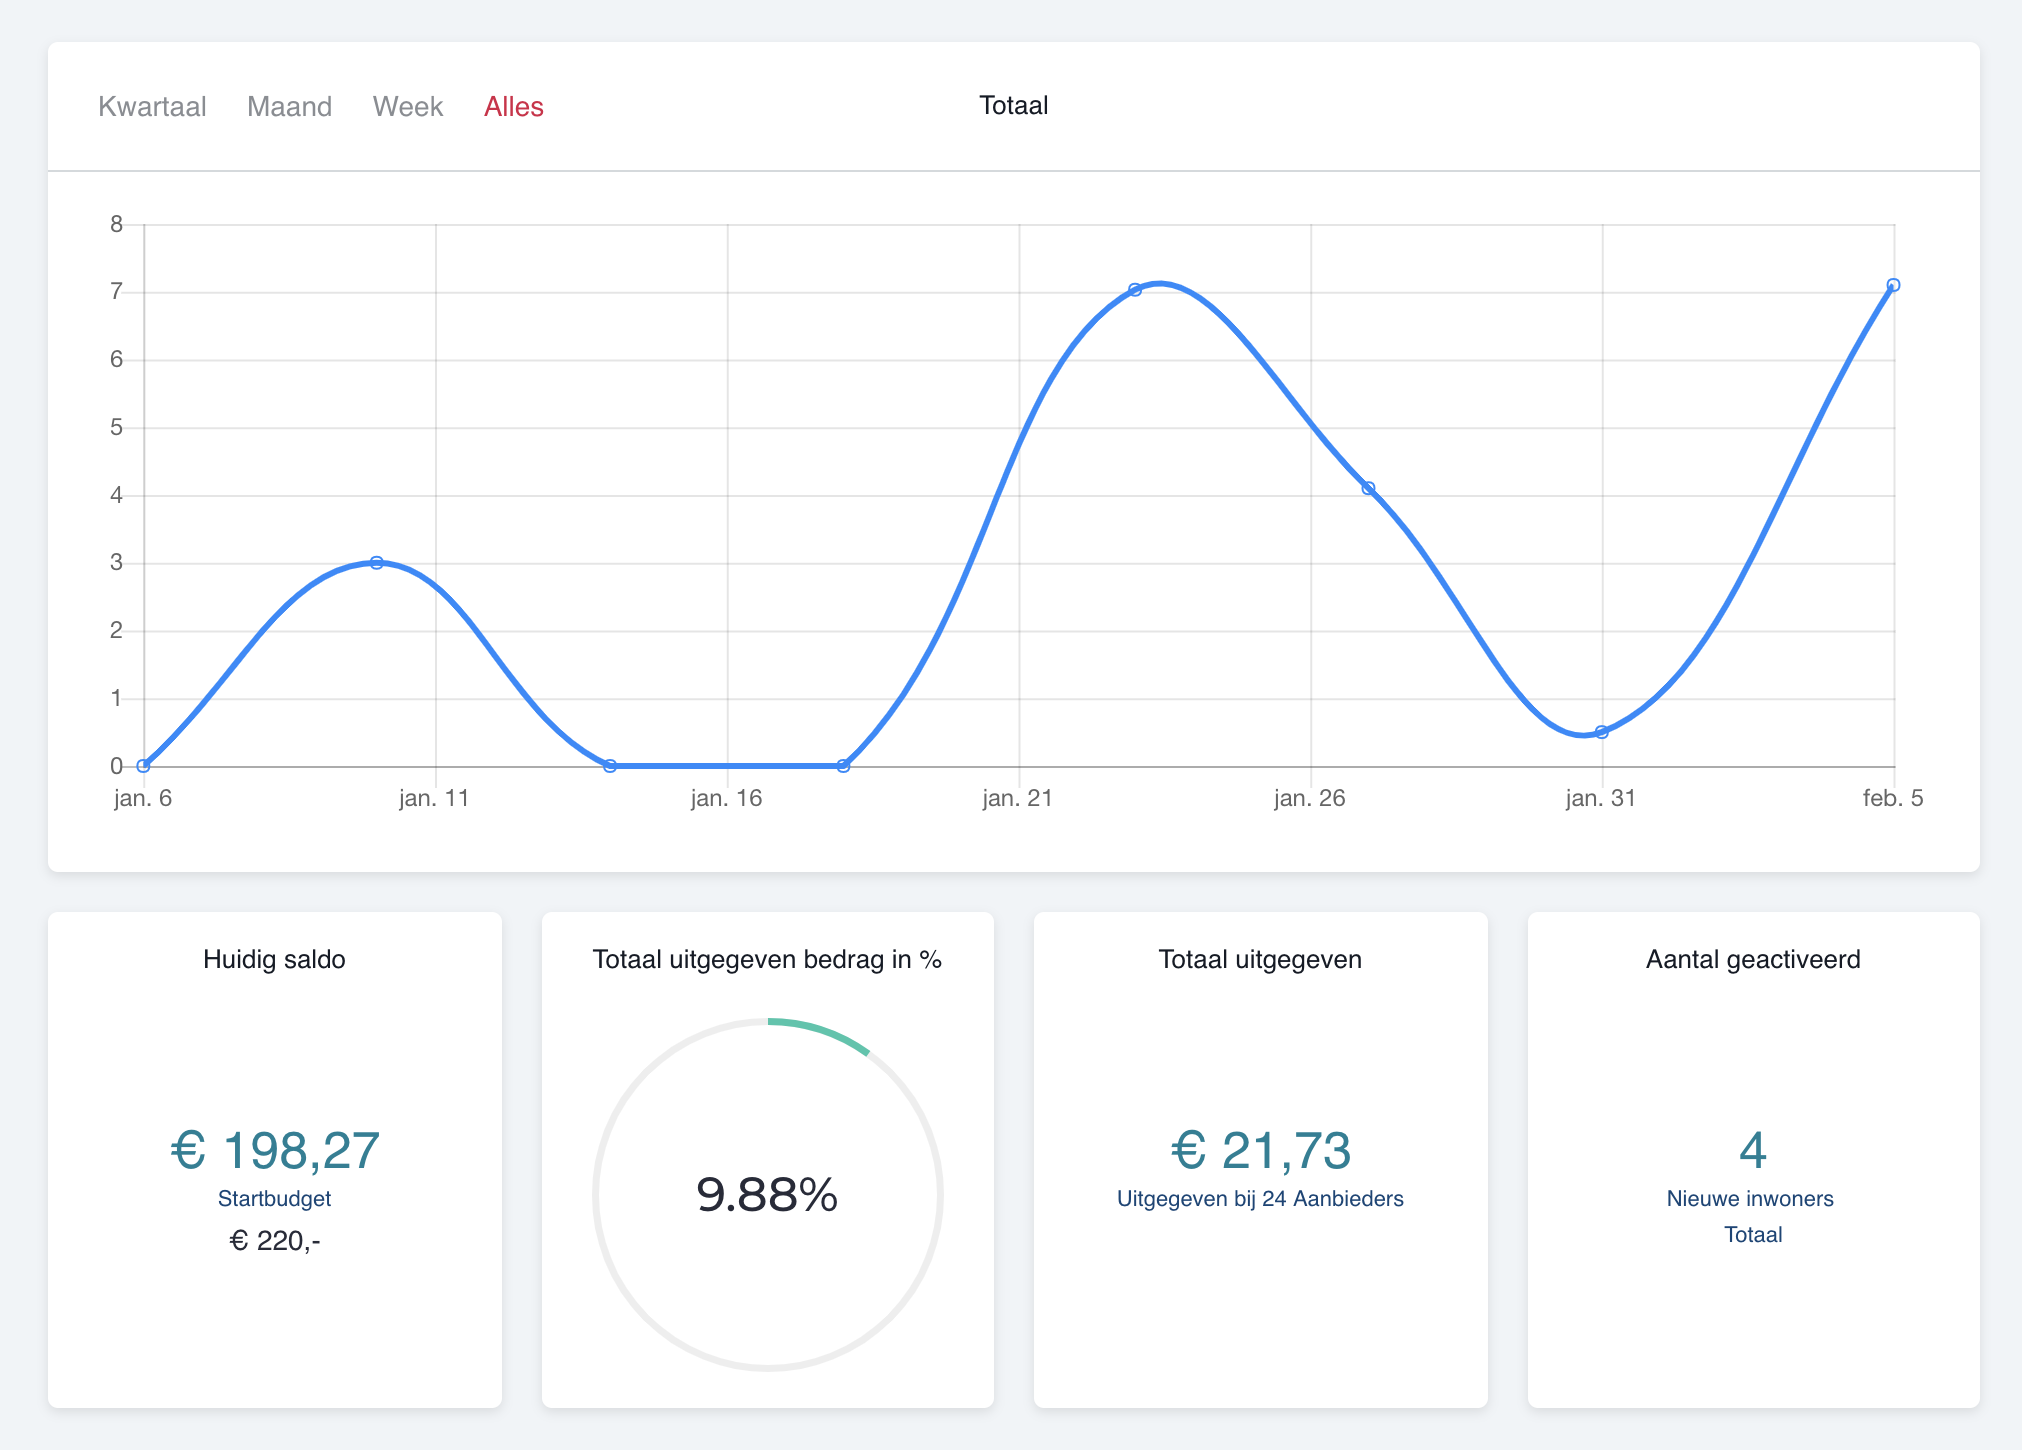 Kwartaal Maand Week Alles Totaal
8
7
6
5
4
3
2
1
0
jan. 6 jan. 11 jan. 16 jan. 21 jan. 26 jan. 31 feb. 5
Huidig saldo
€ 198,27
Startbudget
€ 220,-
Totaal uitgegeven bedrag in %
9.88%
Totaal uitgegeven
€ 21,73
Uitgegeven bij 24 Aanbieders
Aantal geactiveerd
4
Nieuwe inwoners
Totaal